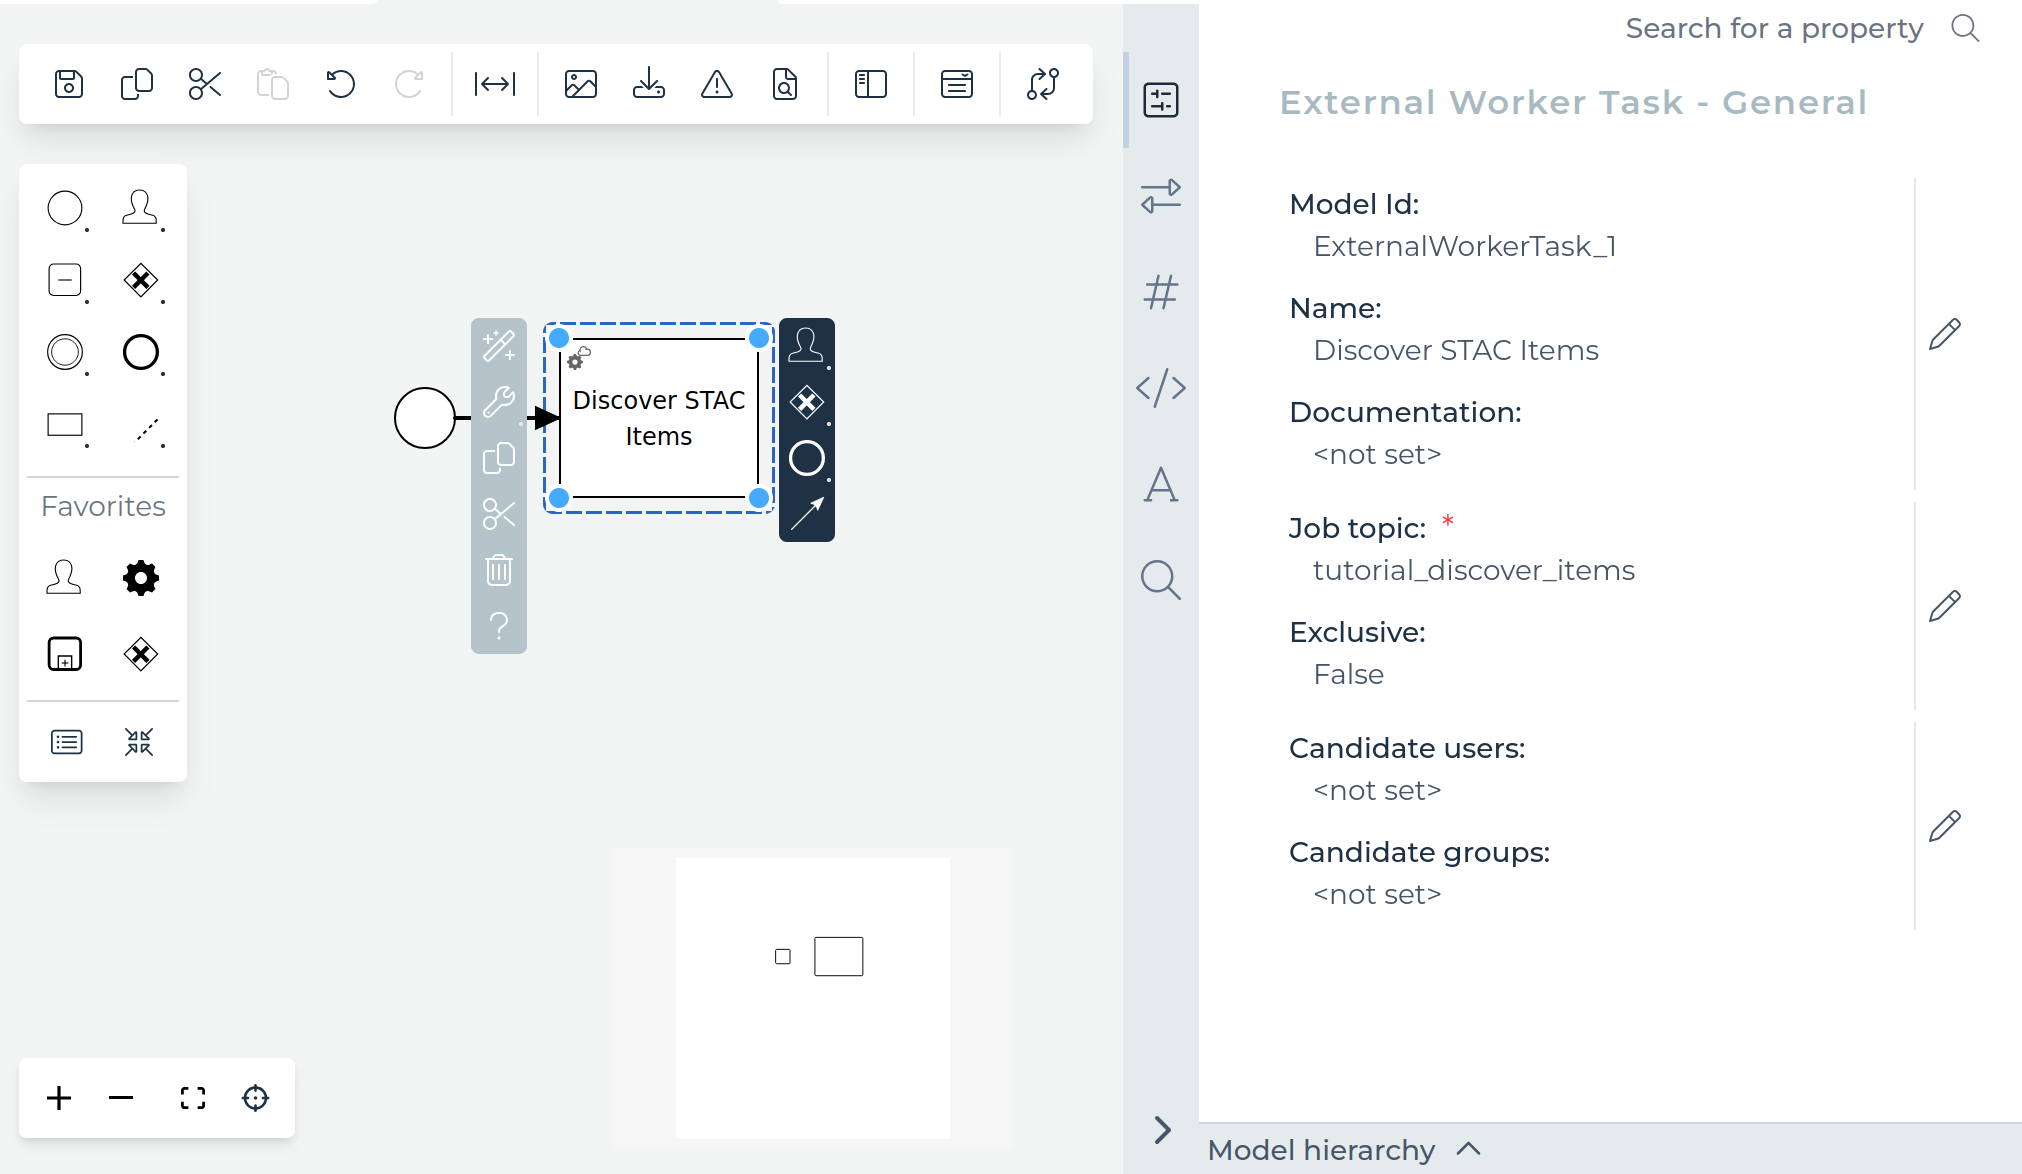 Search for a property
External Worker Task - General
Model Id:
ExternalWorkerTask_1
Name:
Discover STAC Items
Documentation:
<not set>
Job topic: *
tutorial_discover_items
Exclusive:
False
Candidate users:
<not set>
Candidate groups:
<not set>
Model hierarchy
Discover STAC
Items
Favorites